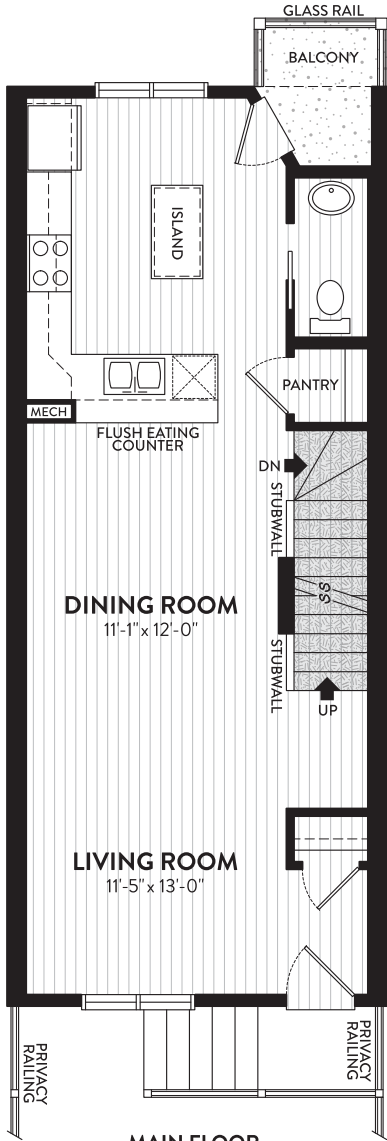 GLASS RAIL
BALCONY
ISLAND
PANTRY
MECH
FLUSH EATING
COUNTER
DN
STUBWALL
DINING ROOM
11'-1" x 12'-0"
SS
STUBWALL
UP
LIVING ROOM
11'-5" x 13'-0"
PRIVACY
RAILING
PRIVACY
RAILING
MAIN FLOOR